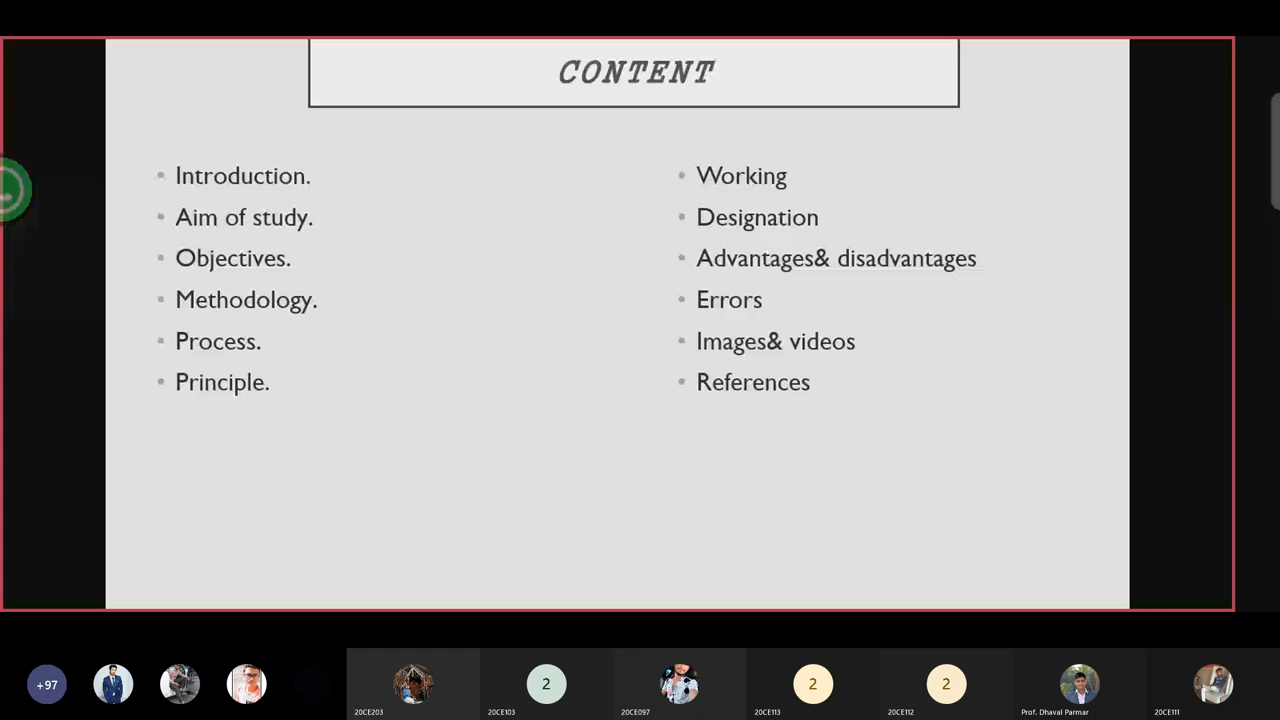 CONTENT
Introduction.
Aim of study.
Objectives.
Methodology.
Process.
Principle.
Working
Designation
Advantages& disadvantages
Errors
Images& videos
References
+97
2
2
2
20CE203
20CE103
20CE097
20CE113
20CE112
Prof. Dhaval Parmar
20CE111